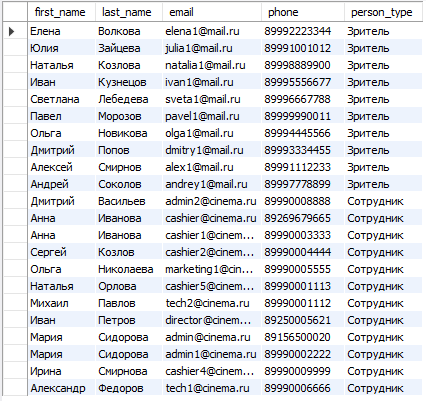 first_name last_name email phone person_type
Елена Волкова elena1@mail.ru 89992223344 Зритель
Юлия Зайцева julia1@mail.ru 89991001012 Зритель
Наталья Козлова natalia1@mail.ru 89998889900 Зритель
Иван Кузнецов ivan1@mail.ru 89995556677 Зритель
Светлана Лебедева sveta1@mail.ru 89996667788 Зритель
Павел Морозов pavel1@mail.ru 89999990011 Зритель
Ольга Новикова olga1@mail.ru 89994445566 Зритель
Дмитрий Попов dmitry1@mail.ru 89993334455 Зритель
Алексей Смирнов alex1@mail.ru 89991112233 Зритель
Андрей Соколов andrey1@mail.ru 89997778899 Зритель
Дмитрий Васильев admin2@cinema.ru 89990008888 Сотрудник
Анна Иванова cashier@cinema.ru 89269679665 Сотрудник
Анна Иванова cashier1@cinem... 89990003333 Сотрудник
Сергей Козлов cashier2@cinem... 89990004444 Сотрудник
Ольга Николаева marketing1@cin... 89990005555 Сотрудник
Наталья Орлова cashier5@cinem... 89990001113 Сотрудник
Михаил Павлов tech2@cinema.ru 89990001112 Сотрудник
Иван Петров director@cinem... 89250005621 Сотрудник
Мария Сидорова admin@cinema.ru 89156500020 Сотрудник
Мария Сидорова admin1@cinema.ru 89990002222 Сотрудник
Ирина Смирнова cashier4@cinem... 89990009999 Сотрудник
Александр Федоров tech1@cinema.ru 89990006666 Сотрудник